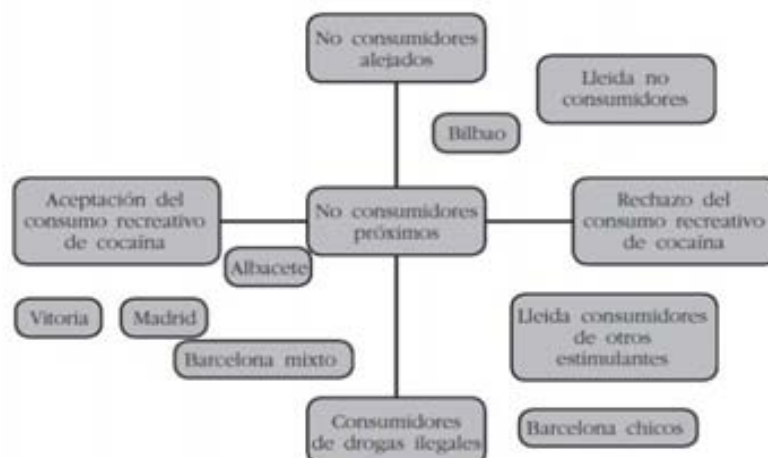 No consumidores
alejados
Lleida no
consumidores
Bilbao
Aceptación del
consumo recreativo
de cocaína
No consumidores
próximos
Rechazo del
consumo recreativo
de cocaína
Albacete
Vitoria
Madrid
Barcelona mixto
Lleida consumidores
de otros
estimulantes
Consumidores
de drogas ilegales
Barcelona chicos